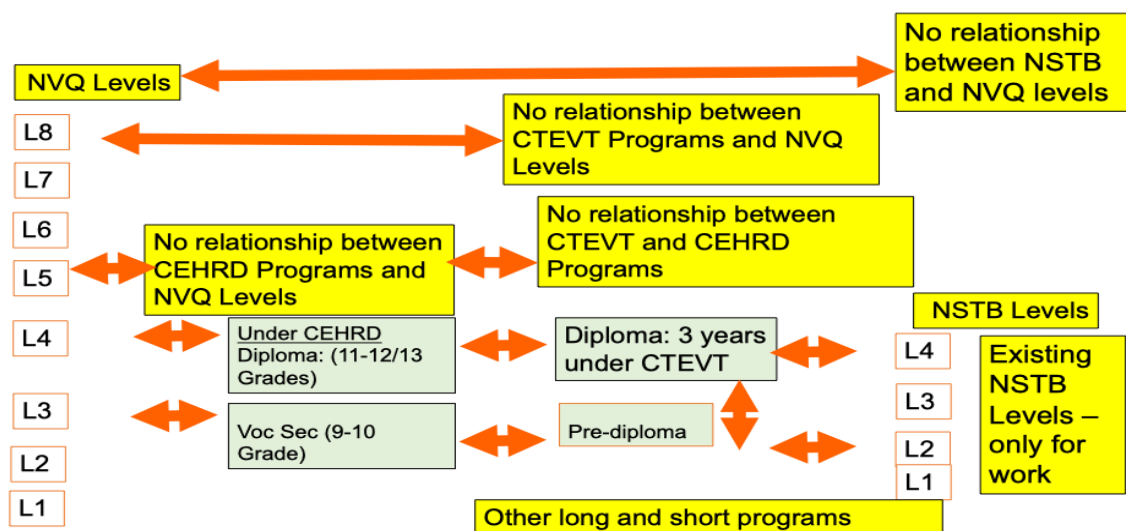 No relationship
between NSTB
and NVQ levels
NVQ Levels
No relationship between
CTEVT Programs and NVQ
Levels
L8
L7
L6
L5
L4
L3
L2
L1
No relationship between
CEHRD Programs and
NVQ Levels
No relationship between
CTEVT and CEHRD
Programs
Under CEHRD
Diploma: (11-12/13
Grades)
Diploma: 3 years
under CTEVT
Voc Sec (9-10
Grade)
Pre-diploma
NSTB Levels
L4
L3
L2
L1
Existing
NSTB
Levels –
only for
work
Other long and short programs